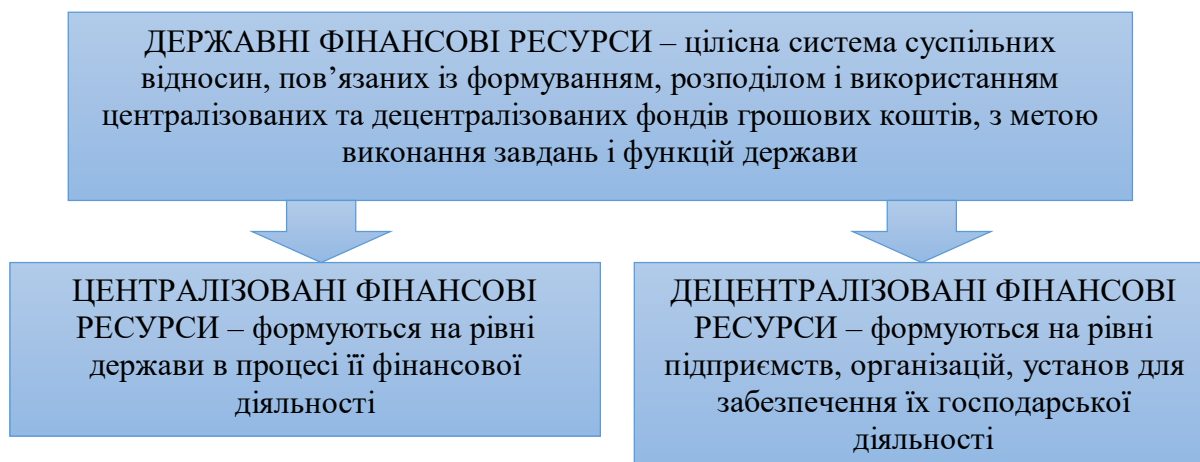 ДЕРЖАВНІ ФІНАНСОВІ РЕСУРСИ – цілісна система суспільних
відносин, пов’язаних із формуванням, розподілом і використанням
централізованих та децентралізованих фондів грошових коштів, з метою
виконання завдань і функцій держави
ЦЕНТРАЛІЗОВАНІ ФІНАНСОВІ
РЕСУРСИ – формуються на рівні
держави в процесі її фінансової
діяльності
ДЕЦЕНТРАЛІЗОВАНІ ФІНАНСОВІ
РЕСУРСИ – формуються на рівні
підприємств, організацій, установ для
забезпечення їх господарської
діяльності